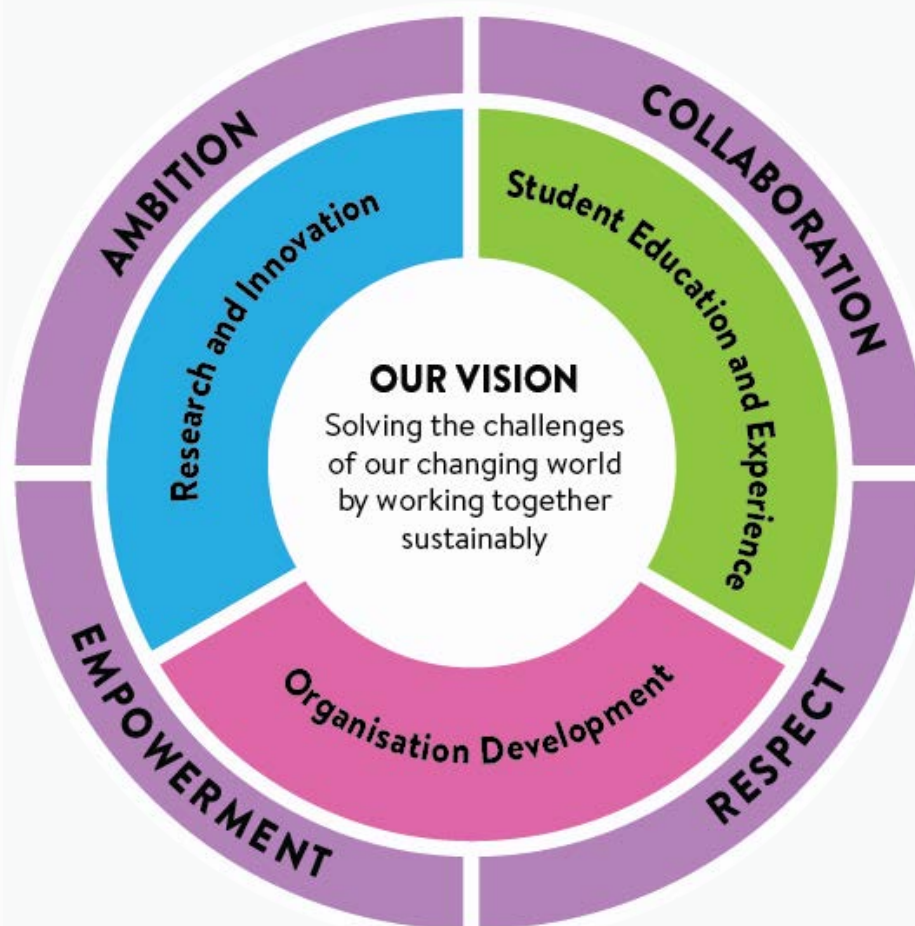 AMBITION
COLLABORATION
Research and Innovation
Student Education and Experience
OUR VISION
Solving the challenges
of our changing world
by working together
sustainably
Organisation Development
EMPOWERMENT
RESPECT